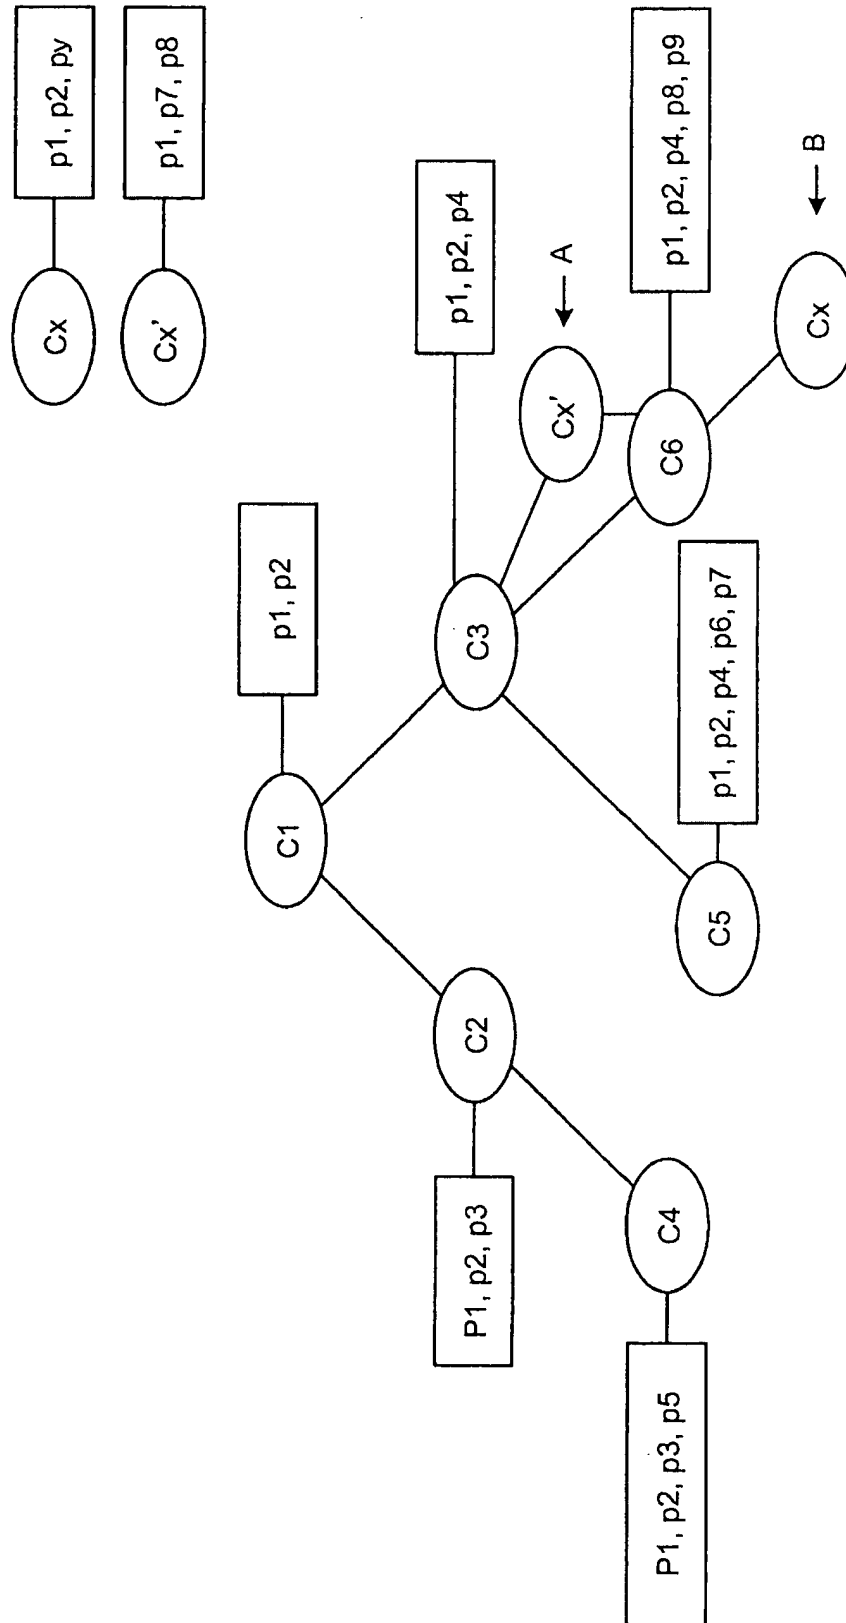 Cx
p1, p2, py
Cx'
p1, p7, p8
C1
p1, p2
P1, p2, p3
C2
C3
p1, p2, p4
Cx'
A
P1, p2, p3, p5
C4
C6
p1, p2, p4, p8, p9
C5
p1, p2, p4, p6, p7
Cx
B